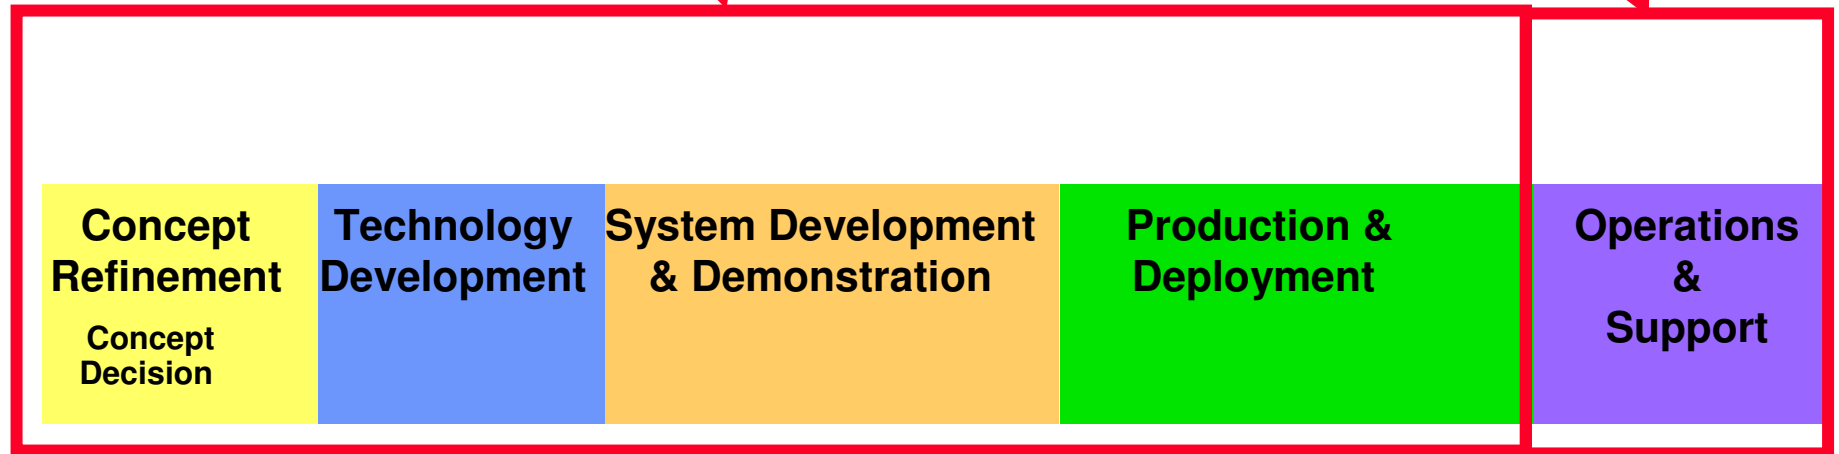 Concept
Refinement
Concept
Decision
Technology
Development
System Development
& Demonstration
Production &
Deployment
Operations
&
Support